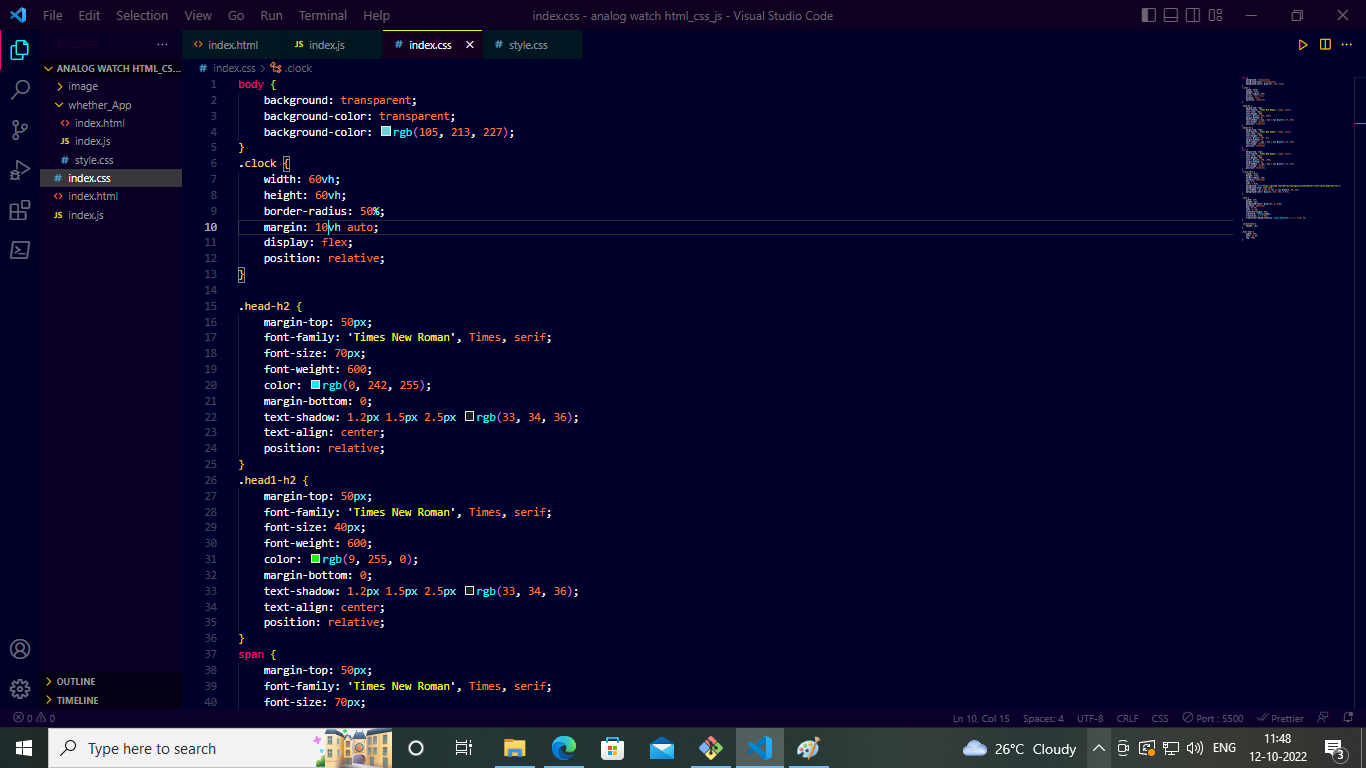 File Edit Selection View Go Run Terminal Help index.css - analog watch html_css_js - Visual Studio Code
EXPLORER ...
index.html index.js index.css style.css
ANALOG WATCH HTML_CS...
index.css > .clock
image
whether_App
index.html
index.js
style.css
index.css
index.html
index.js
1 body {
2 background: transparent;
3 background-color: transparent;
4 background-color: rgb(105, 213, 227);
5 }
6 .clock {
7 width: 60vh;
8 height: 60vh;
9 border-radius: 50%;
10 margin: 10vh auto;
11 display: flex;
12 position: relative;
13 }
14
15 .head-h2 {
16 margin-top: 50px;
17 font-family: 'Times New Roman', Times, serif;
18 font-size: 70px;
19 font-weight: 600;
20 color: rgb(0, 242, 255);
21 margin-bottom: 0;
22 text-shadow: 1.2px 1.5px 2.5px rgb(33, 34, 36);
23 text-align: center;
24 position: relative;
25 }
26 .head1-h2 {
27 margin-top: 50px;
28 font-family: 'Times New Roman', Times, serif;
29 font-size: 40px;
30 font-weight: 600;
31 color: rgb(9, 255, 0);
32 margin-bottom: 0;
33 text-shadow: 1.2px 1.5px 2.5px rgb(33, 34, 36);
34 text-align: center;
35 position: relative;
36 }
37 span {
38 margin-top: 50px;
39 font-family: 'Times New Roman', Times, serif;
40 font-size: 70px;
OUTLINE
TIMELINE
0 0 Ln 10, Col 15 Spaces: 4 UTF-8 CRLF CSS Port : 5500 Prettier
Type here to search 26°C Cloudy ENG 11:48
12-10-2022 3